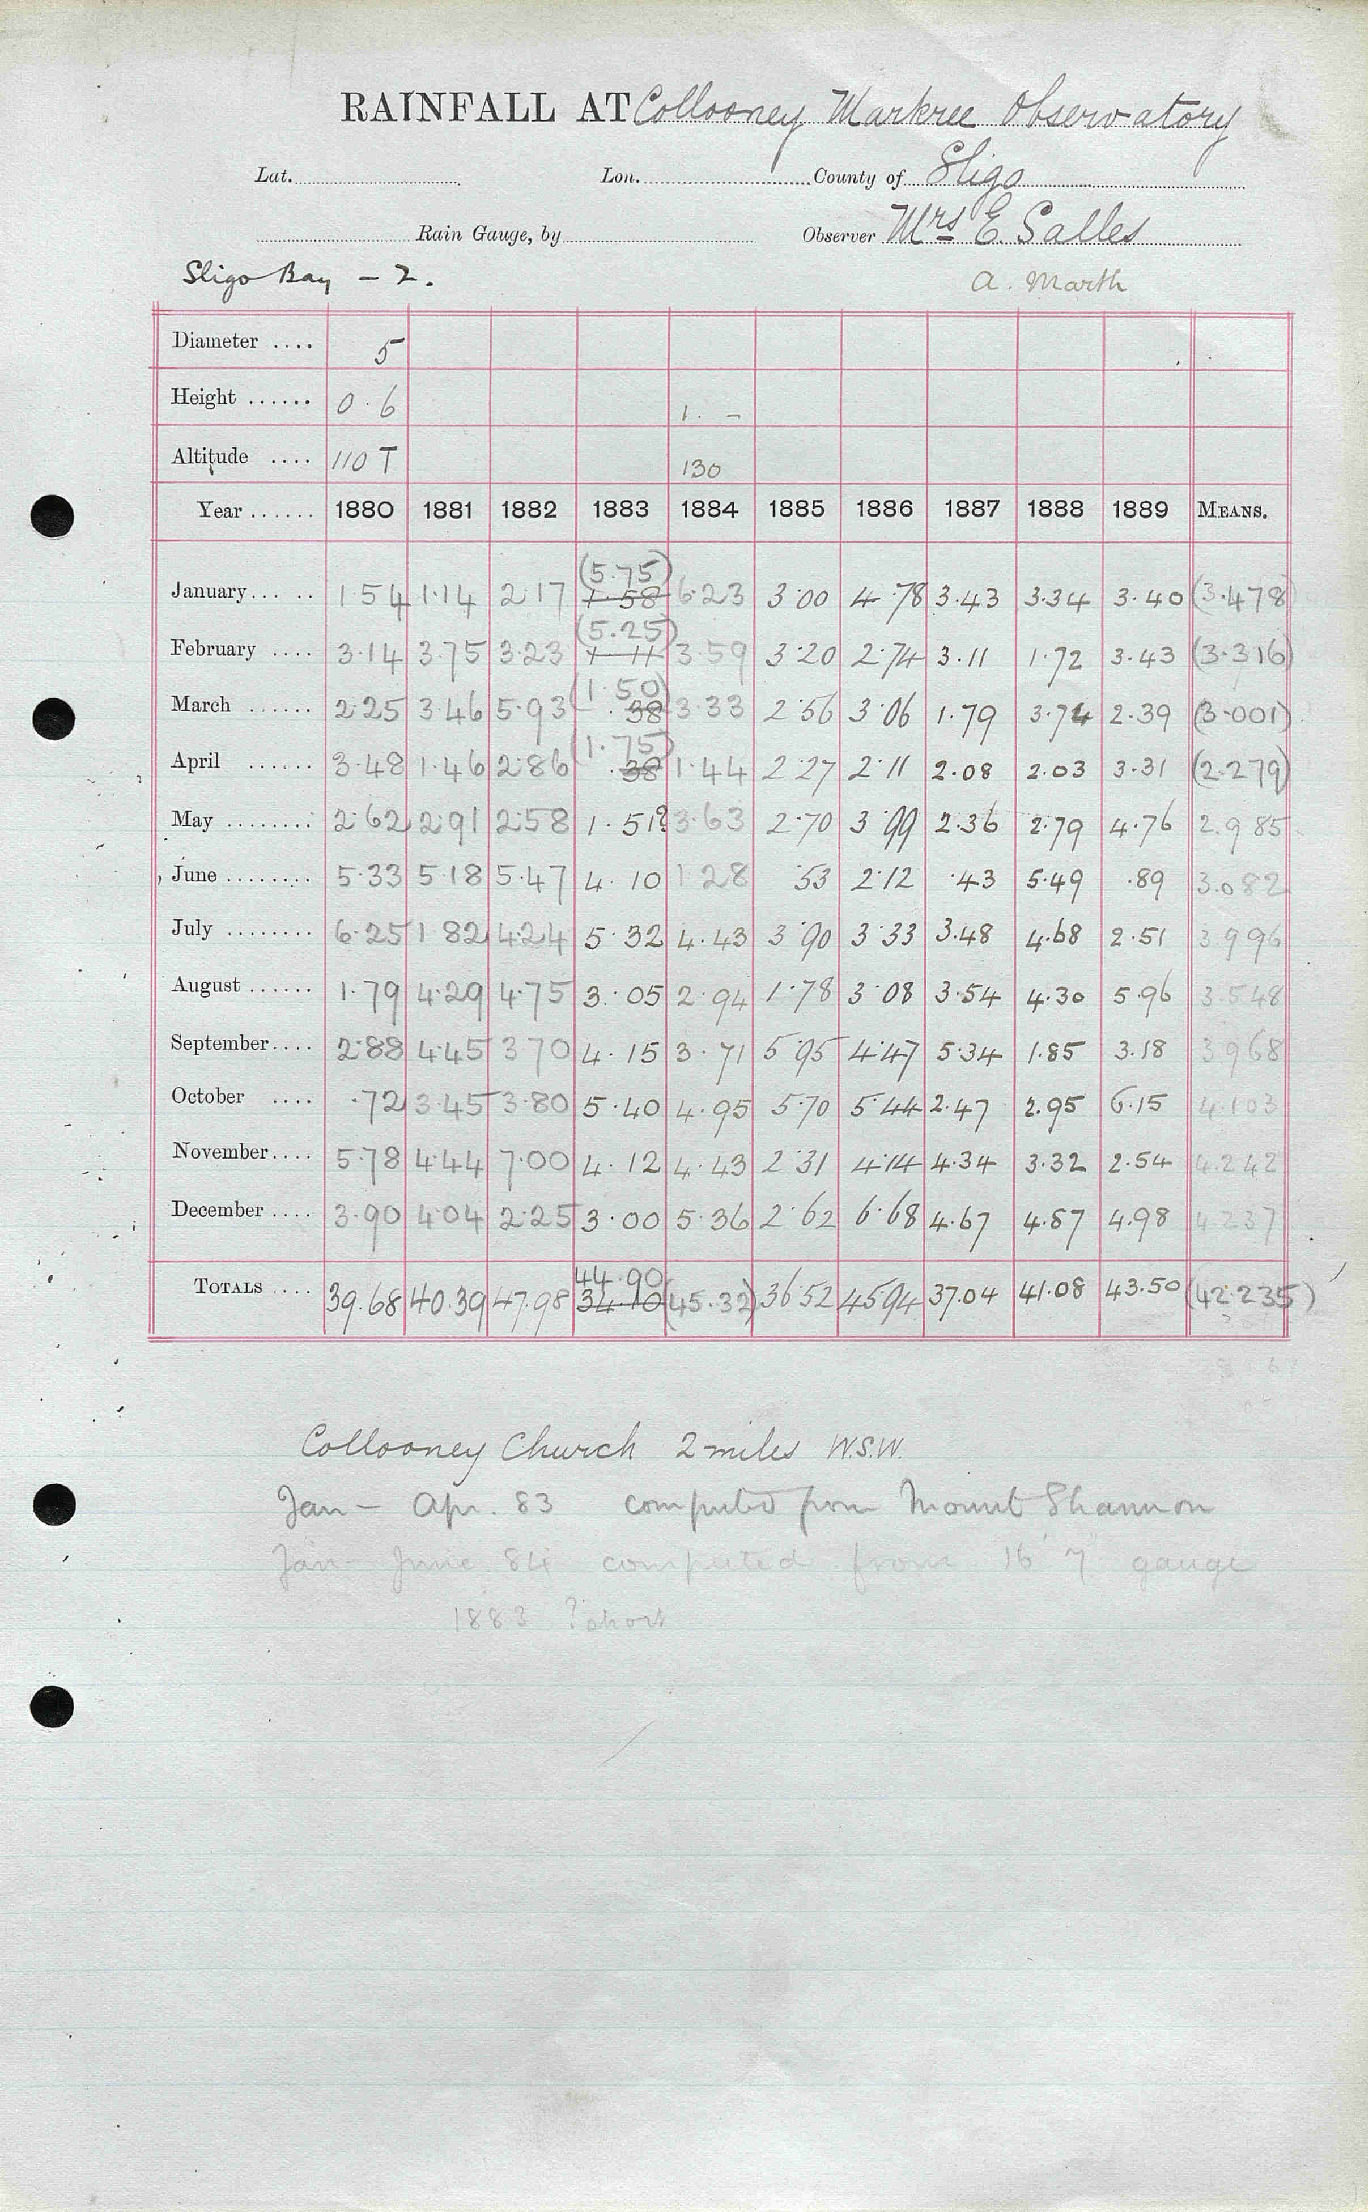 RAINFALL AT Collooney Markree Observatory
Lat. Lon. County of Sligo
Rain Gauge, by Observer Mrs E. Salles
Sligo Bay - 2. A. Marth
Diameter .... 5
Height ...... 0.6 1. -
Altitude .... 110 T 130
Year ...... 1880 1881 1882 1883 1884 1885 1886 1887 1888 1889 MEANS.
(5.75)
January ... .. 1.54 1.14 2.17 1.58 6.23 3.00 4.78 3.43 3.34 3.40 (3.478)
(5.25)
February .... 3.14 3.75 3.23 1.11 3.59 3.20 2.74 3.11 1.72 3.43 (3.316)
(1.50)
March ...... 2.25 3.46 5.93 .38 3.33 2.56 3.06 1.79 3.74 2.39 (3.001)
(1.75)
April ...... 3.48 1.46 2.86 .38 1.44 2.27 2.11 2.08 2.03 3.31 (2.279)
May ........ 2.62 2.91 2.58 1.51? 3.63 2.70 3.99 2.36 2.79 4.76 2.985
June ........ 5.33 5.18 5.47 4.10 1.28 .53 2.12 .43 5.49 .89 3.082
July ........ 6.25 1.82 4.24 5.32 4.43 3.90 3.33 3.48 4.68 2.51 3.996
August ...... 1.79 4.29 4.75 3.05 2.94 1.78 3.08 3.54 4.30 5.96 3.548
September .... 2.88 4.45 3.70 4.15 3.71 5.95 4.47 5.34 1.85 3.18 3.968
October .... .72 3.45 3.80 5.40 4.95 5.70 5.44 2.47 2.95 6.15 4.103
November .... 5.78 4.44 7.00 4.12 4.43 2.31 4.14 4.34 3.32 2.54 4.242
December .... 3.90 4.04 2.25 3.00 5.36 2.62 6.68 4.67 4.87 4.98 4.237
44.90
TOTALS .... 39.68 40.39 47.98 34.10 (45.32) 36.52 45.94 37.04 41.08 43.50 (42.235)
Collooney Church 2 miles W.S.W.
Jan - Apr. 83 computed from Mount Shannon
Jan - June 84 computed from 16' 7" gauge
1883 ? short